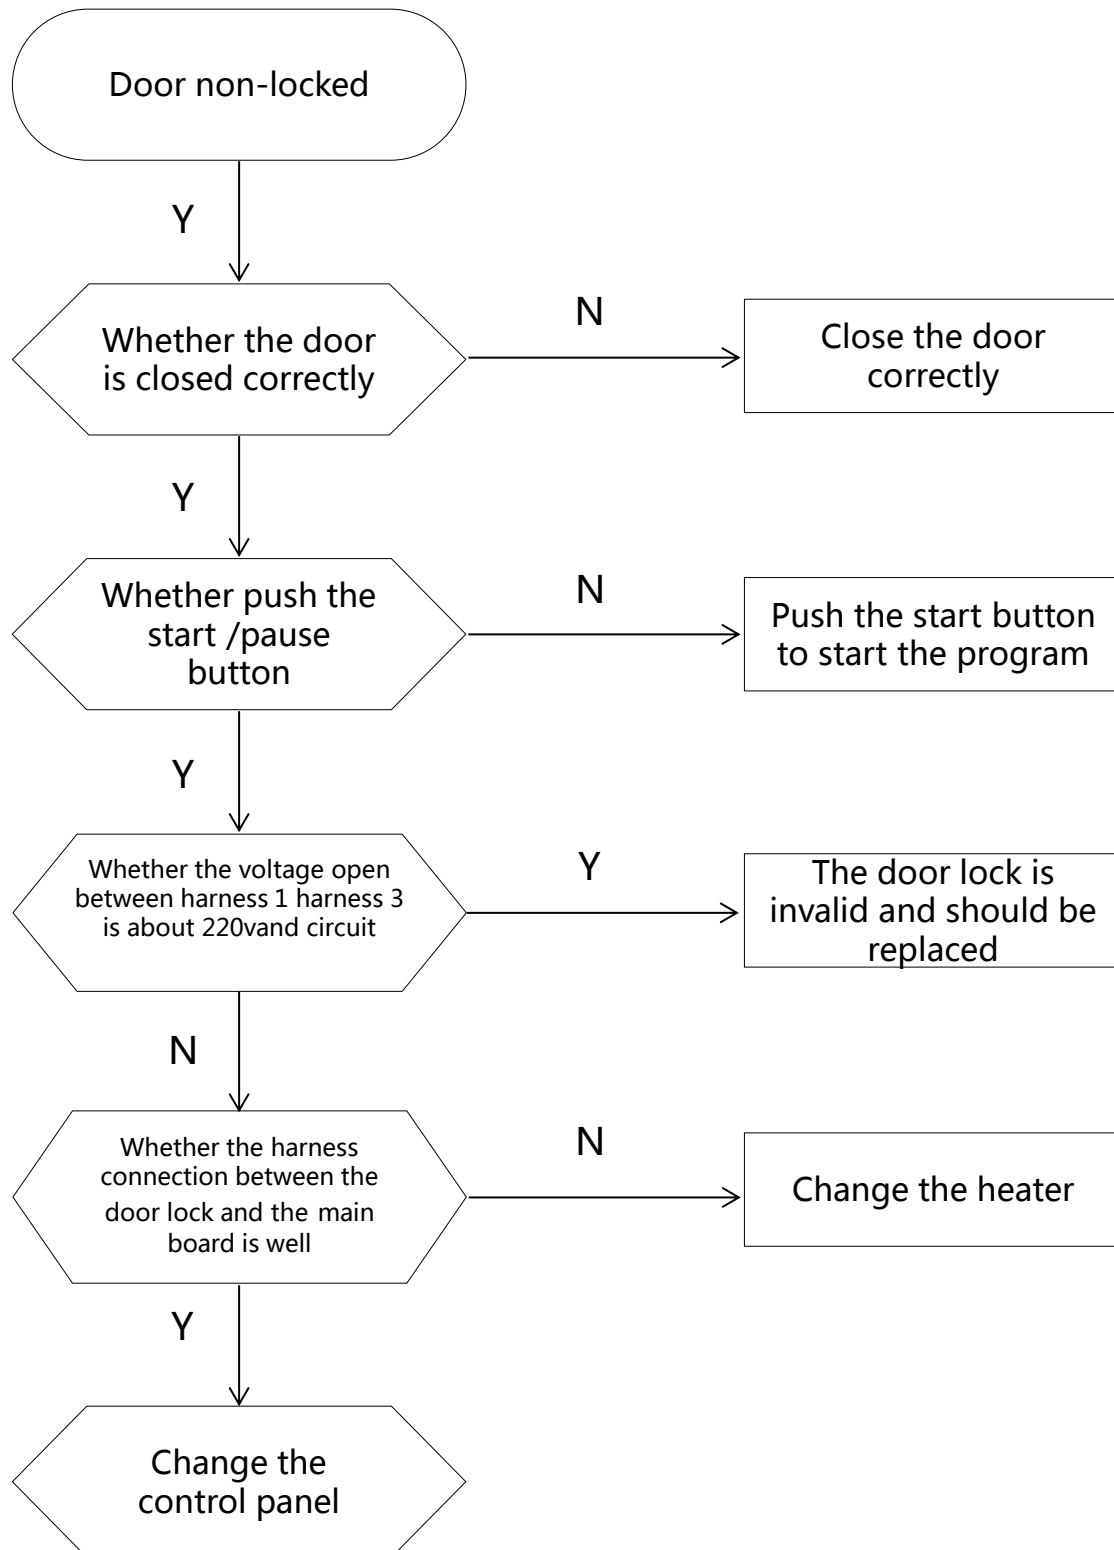 Door non-locked
Y
Whether the door
is closed correctly
N
Close the door
correctly
Y
Whether push the
start /pause
button
N
Push the start button
to start the program
Y
Whether the voltage open
between harness 1 harness 3
is about 220vand circuit
Y
The door lock is
invalid and should be
replaced
N
Whether the harness
connection between the
door lock and the main
board is well
N
Change the heater
Y
Change the
control panel